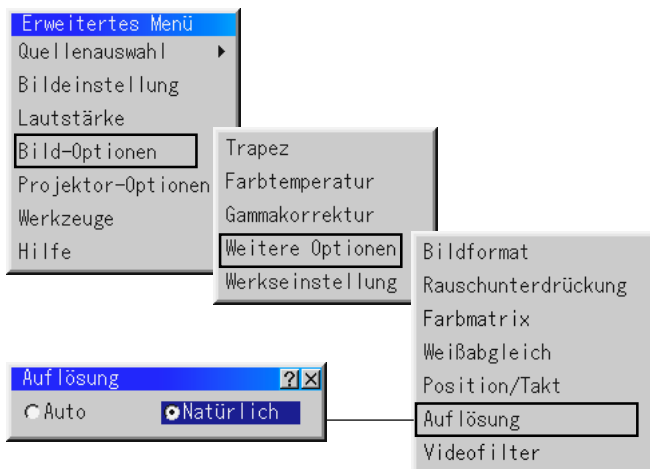 Erweitertes Menü
Quellenauswahl
Bildeinstellung
Lautstärke
Bild-Optionen
Projektor-Optionen
Werkzeuge
Hilfe
Trapez
Farbtemperatur
Gammakorrektur
Weitere Optionen
Werkseinstellung
Bildformat
Rauschunterdrückung
Farbmatrix
Weißabgleich
Position/Takt
Auflösung
Videofilter
Auflösung ?
Auto Natürlich